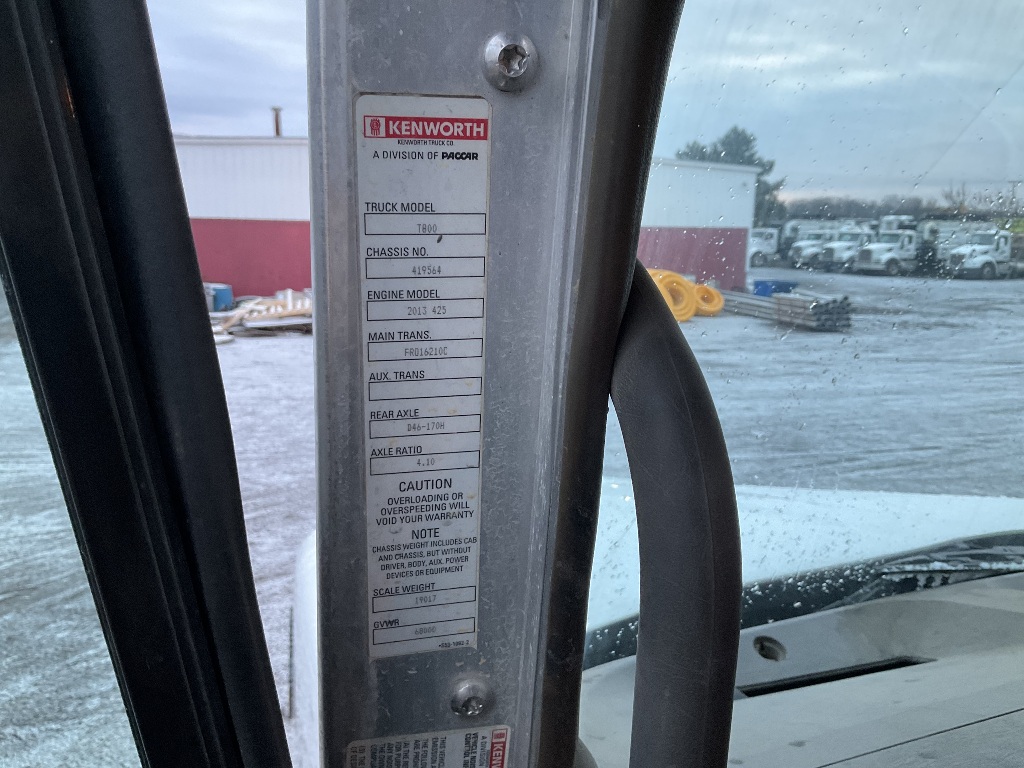 KENWORTH
KENWORTH TRUCK CO
A DIVISION OF PACCAR
TRUCK MODEL
T800
CHASSIS NO.
419564
ENGINE MODEL
2013 425
MAIN TRANS.
FRO16210C
AUX. TRANS
REAR AXLE
D46-170H
AXLE RATIO
4.10
CAUTION
OVERLOADING OR
OVERSPEEDING WILL
VOID YOUR WARRANTY
NOTE
CHASSIS WEIGHT INCLUDES CAB
AND CHASSIS, BUT WITHOUT
DRIVER, BODY, AUX. POWER
DEVICES OR EQUIPMENT
SCALE WEIGHT
19017
GVWR
68000